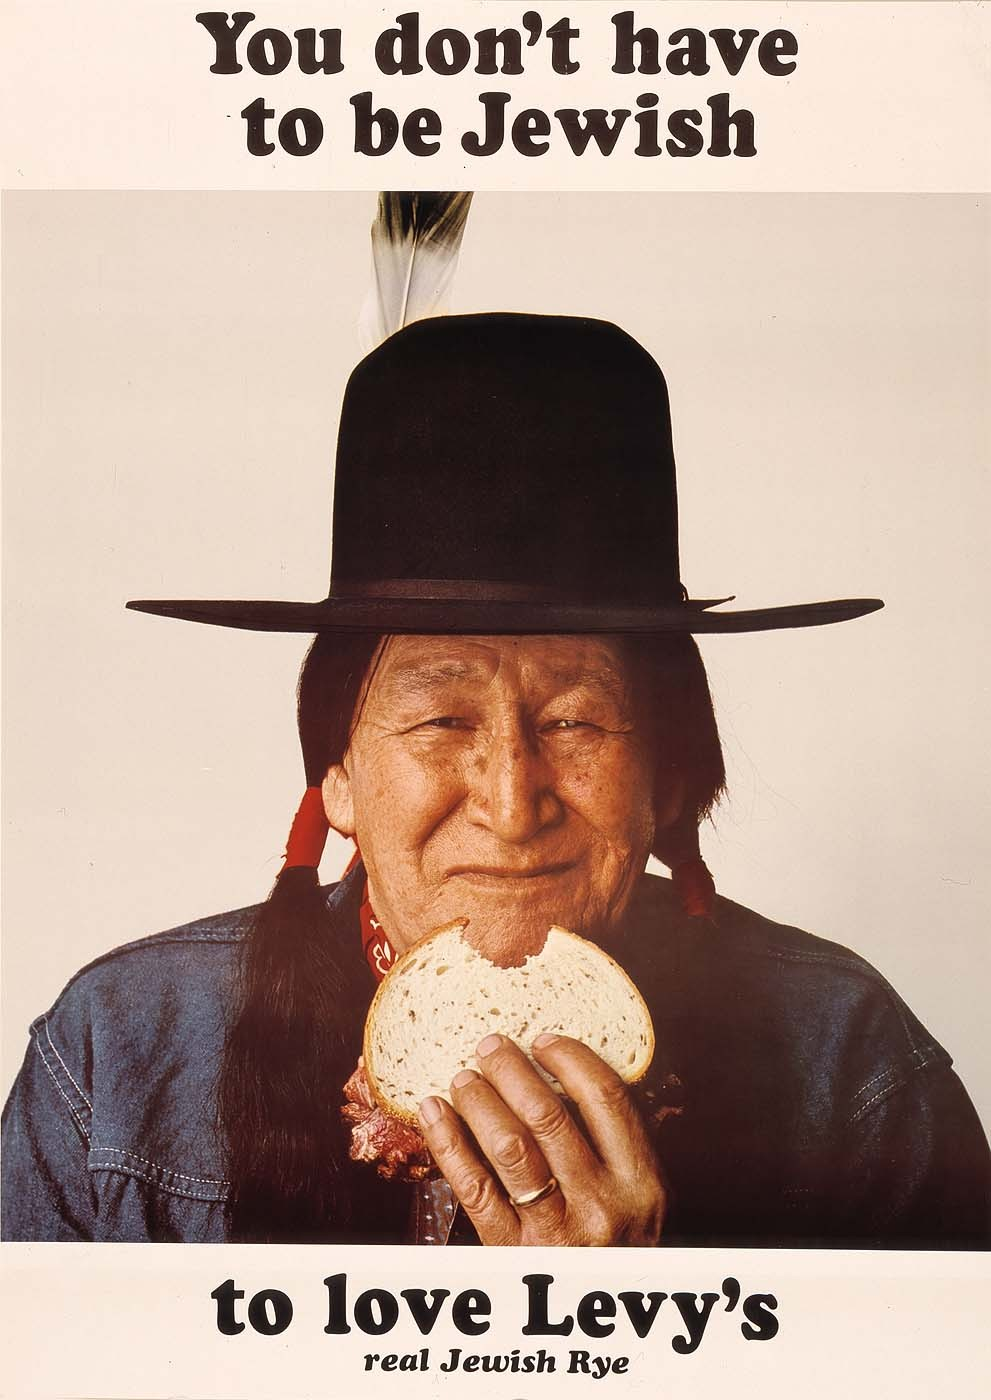 You don't have
to be Jewish
to love Levy's
real Jewish Rye